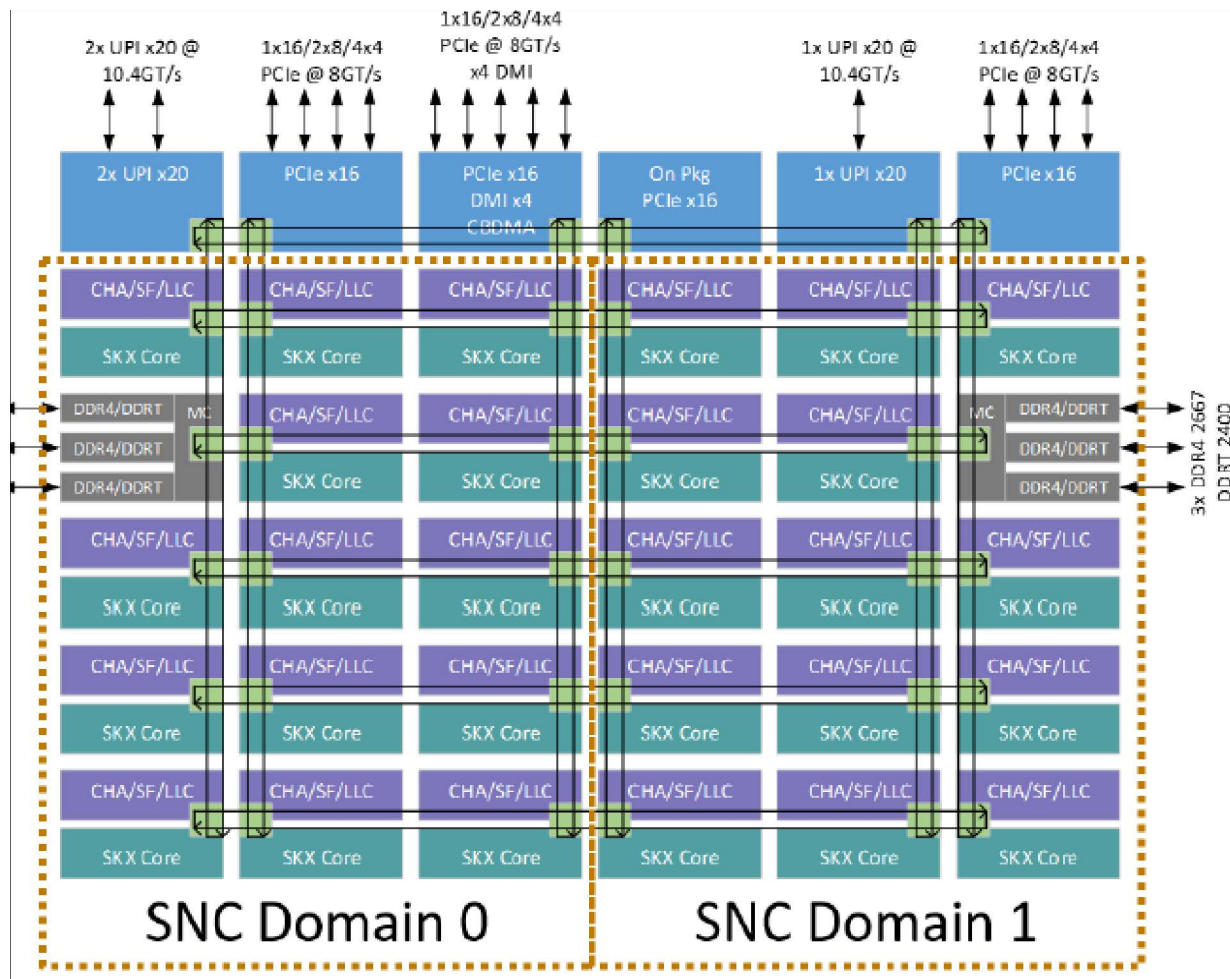 2x UPI x20 @
10.4GT/s
1x16/2x8/4x4
PCIe @ 8GT/s
1x16/2x8/4x4
PCIe @ 8GT/s
x4 DMI
1x UPI x20 @
10.4GT/s
1x16/2x8/4x4
PCIe @ 8GT/s
2x UPI x20
PCIe x16
PCIe x16
DMI x4
CBDMA
On Pkg
PCIe x16
1x UPI x20
PCIe x16
CHA/SF/LLC
CHA/SF/LLC
CHA/SF/LLC
CHA/SF/LLC
CHA/SF/LLC
CHA/SF/LLC
SKX Core
SKX Core
SKX Core
SKX Core
SKX Core
SKX Core
DDR4/DDRT
DDR4/DDRT
DDR4/DDRT
MC
CHA/SF/LLC
CHA/SF/LLC
CHA/SF/LLC
CHA/SF/LLC
SKX Core
SKX Core
SKX Core
SKX Core
MC
DDR4/DDRT
DDR4/DDRT
DDR4/DDRT
3x DDR4 2667
DDRT 2400
CHA/SF/LLC
CHA/SF/LLC
CHA/SF/LLC
CHA/SF/LLC
CHA/SF/LLC
CHA/SF/LLC
SKX Core
SKX Core
SKX Core
SKX Core
SKX Core
SKX Core
CHA/SF/LLC
CHA/SF/LLC
CHA/SF/LLC
CHA/SF/LLC
CHA/SF/LLC
CHA/SF/LLC
SKX Core
SKX Core
SKX Core
SKX Core
SKX Core
SKX Core
CHA/SF/LLC
CHA/SF/LLC
CHA/SF/LLC
CHA/SF/LLC
CHA/SF/LLC
CHA/SF/LLC
SKX Core
SKX Core
SKX Core
SKX Core
SKX Core
SKX Core
SNC Domain 0
SNC Domain 1